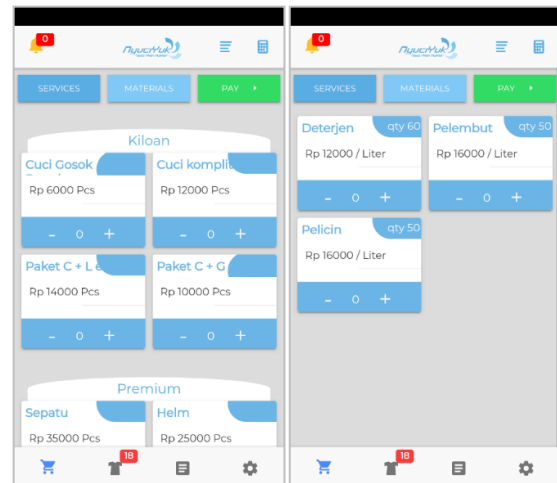 0
NyuciYuk
SERVICES
MATERIALS
PAY
Kiloan
Cuci Gosok
Rp 6000 Pcs
- 0 +
Cuci komplit
Rp 12000 Pcs
- 0 +
Paket C + L
Rp 14000 Pcs
- 0 +
Paket C + G
Rp 10000 Pcs
- 0 +
Premium
Sepatu
Rp 35000 Pcs
Helm
Rp 25000 Pcs
18
0
NyuciYuk
SERVICES
MATERIALS
PAY
Deterjen
qty 60
Rp 12000 / Liter
- 0 +
Pelembut
qty 50
Rp 16000 / Liter
- 0 +
Pelicin
qty 50
Rp 16000 / Liter
- 0 +
18